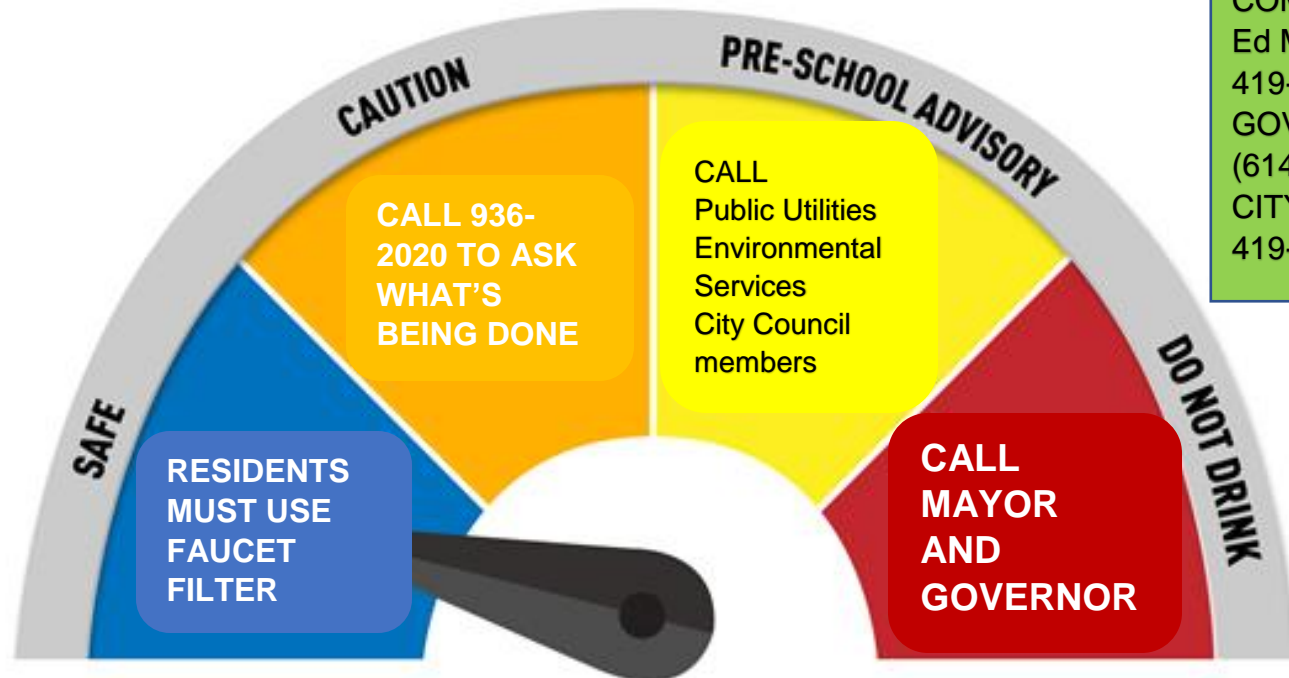 SAFE
CAUTION
PRE-SCHOOL ADVISORY
DO NOT DRINK
RESIDENTS
MUST USE
FAUCET
FILTER
CALL 936-
2020 TO ASK
WHAT’S
BEING DONE
CALL
Public Utilities
Environmental
Services
City Council
members
CALL
MAYOR
AND
GOVERNOR
Ed
419-
(614
CITY
419-